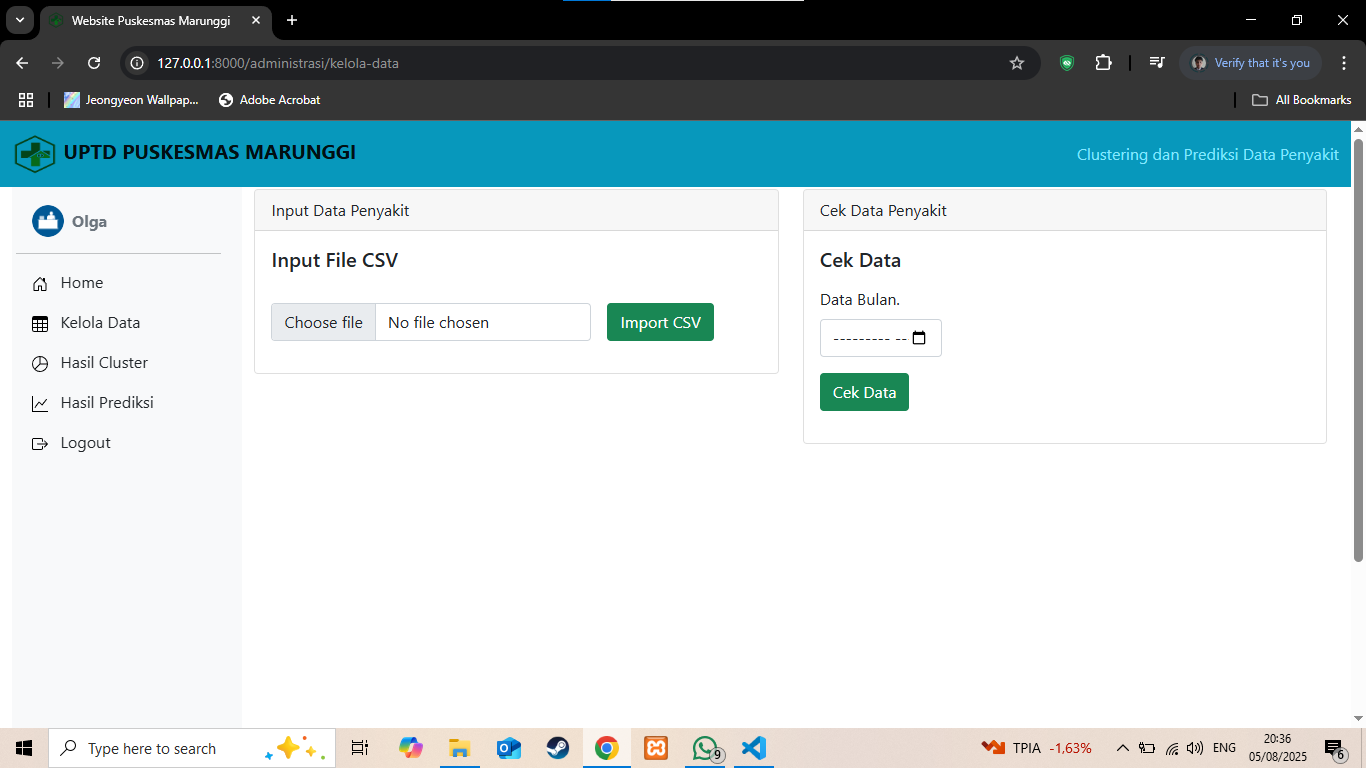 Website Puskesmas Marunggi
127.0.0.1:8000/administrasi/kelola-data
Verify that it's you
Jeongyeon Wallpap...
Adobe Acrobat
All Bookmarks
UPTD PUSKESMAS MARUNGGI
Clustering dan Prediksi Data Penyakit
Olga
Home
Kelola Data
Hasil Cluster
Hasil Prediksi
Logout
Input Data Penyakit
Input File CSV
Choose file
No file chosen
Import CSV
Cek Data Penyakit
Cek Data
Data Bulan.
--------- --
Cek Data
Type here to search
9
TPIA -1,63%
ENG
20:36
05/08/2025
6